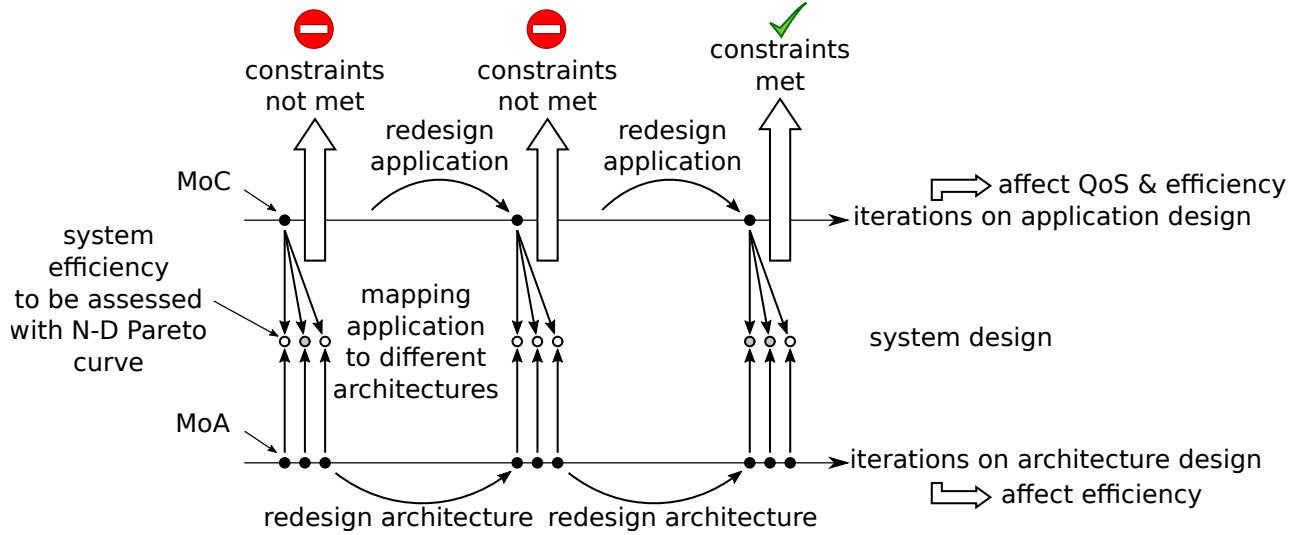 constraints
not met
constraints
not met
constraints
met
redesign
application
redesign
application
MoC
affect QoS & efficiency
iterations on application design
system
efficiency
to be assessed
with N-D Pareto
curve
mapping
application
to different
architectures
system design
MoA
iterations on architecture design
affect efficiency
redesign architecture
redesign architecture